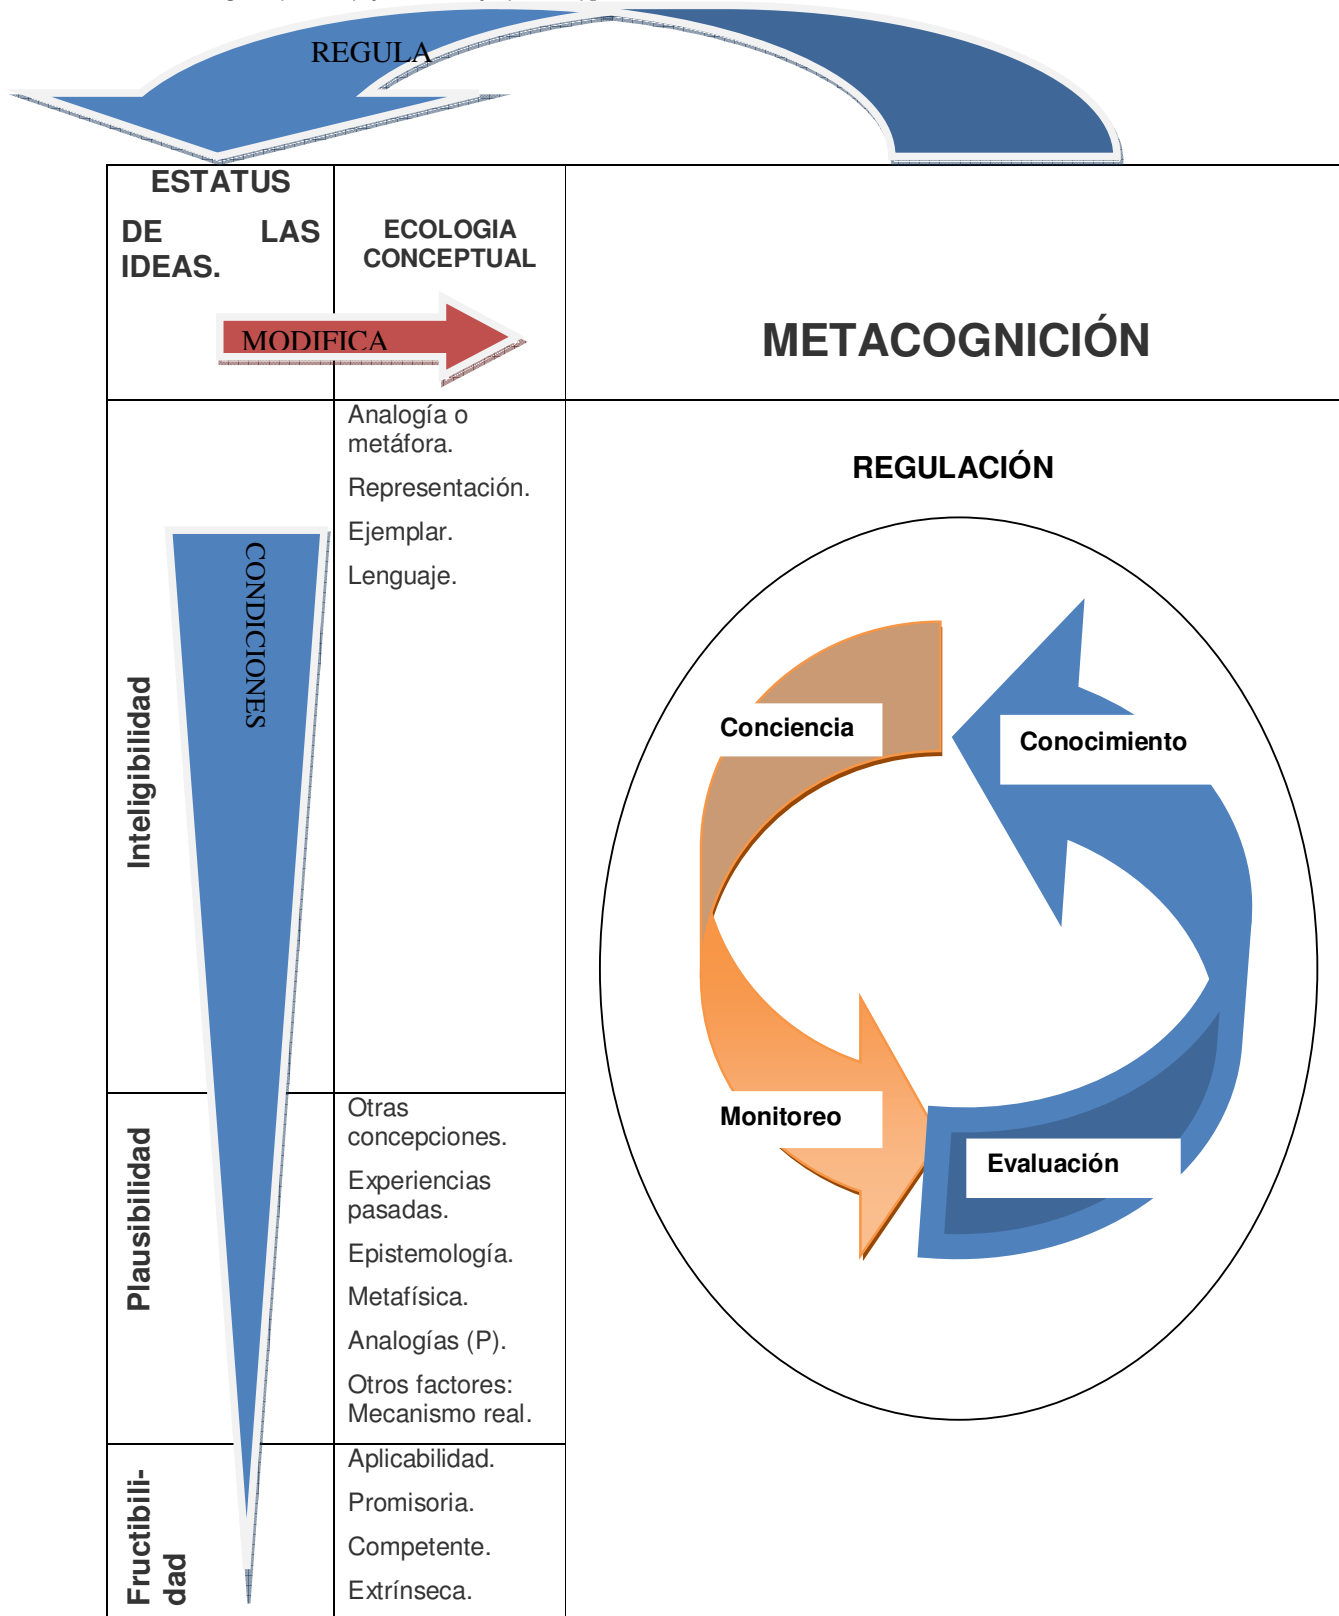 REGULA
ESTATUS
DE LAS
IDEAS.
ECOLOGIA
CONCEPTUAL
MODIFICA
METACOGNICIÓN
Inteligibilidad
CONDICIONES
Analogía o
metáfora.
Representación.
Ejemplar.
Lenguaje.
REGULACIÓN
Conciencia
Conocimiento
Monitoreo
Evaluación
Plausibilidad
Otras
concepciones.
Experiencias
pasadas.
Epistemología.
Metafísica.
Analogías (P).
Otros factores:
Mecanismo real.
Fructibili-
dad
Aplicabilidad.
Promisoria.
Competente.
Extrínseca.